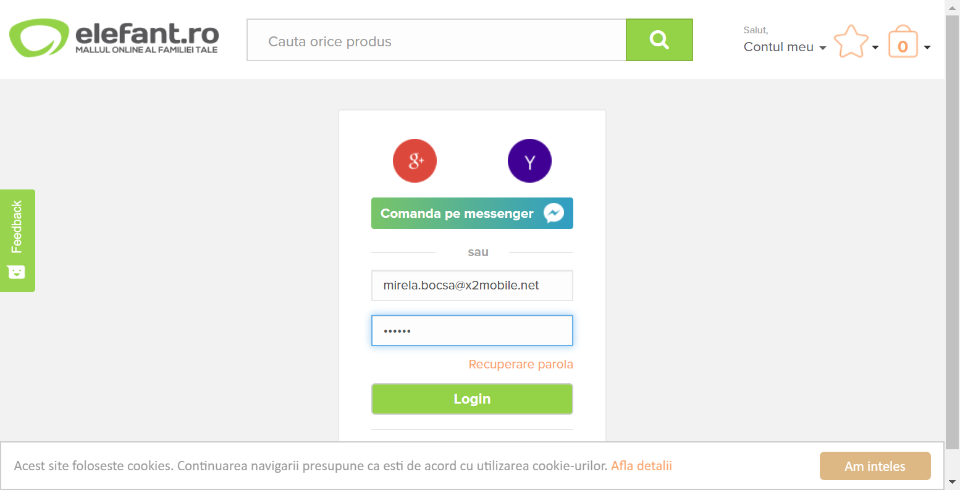 elefant.ro
MALLUL ONLINE AL FAMILIEI TALE
Cauta orice produs
Salut,
Contul meu
0
Feedback
g+
Y
Comanda pe messenger
sau
mirela.bocsa@x2mobile.net
••••••
Recuperare parola
Login
Acest site foloseste cookies. Continuarea navigarii presupune ca esti de acord cu utilizarea cookie-urilor. Afla detalii
Am inteles